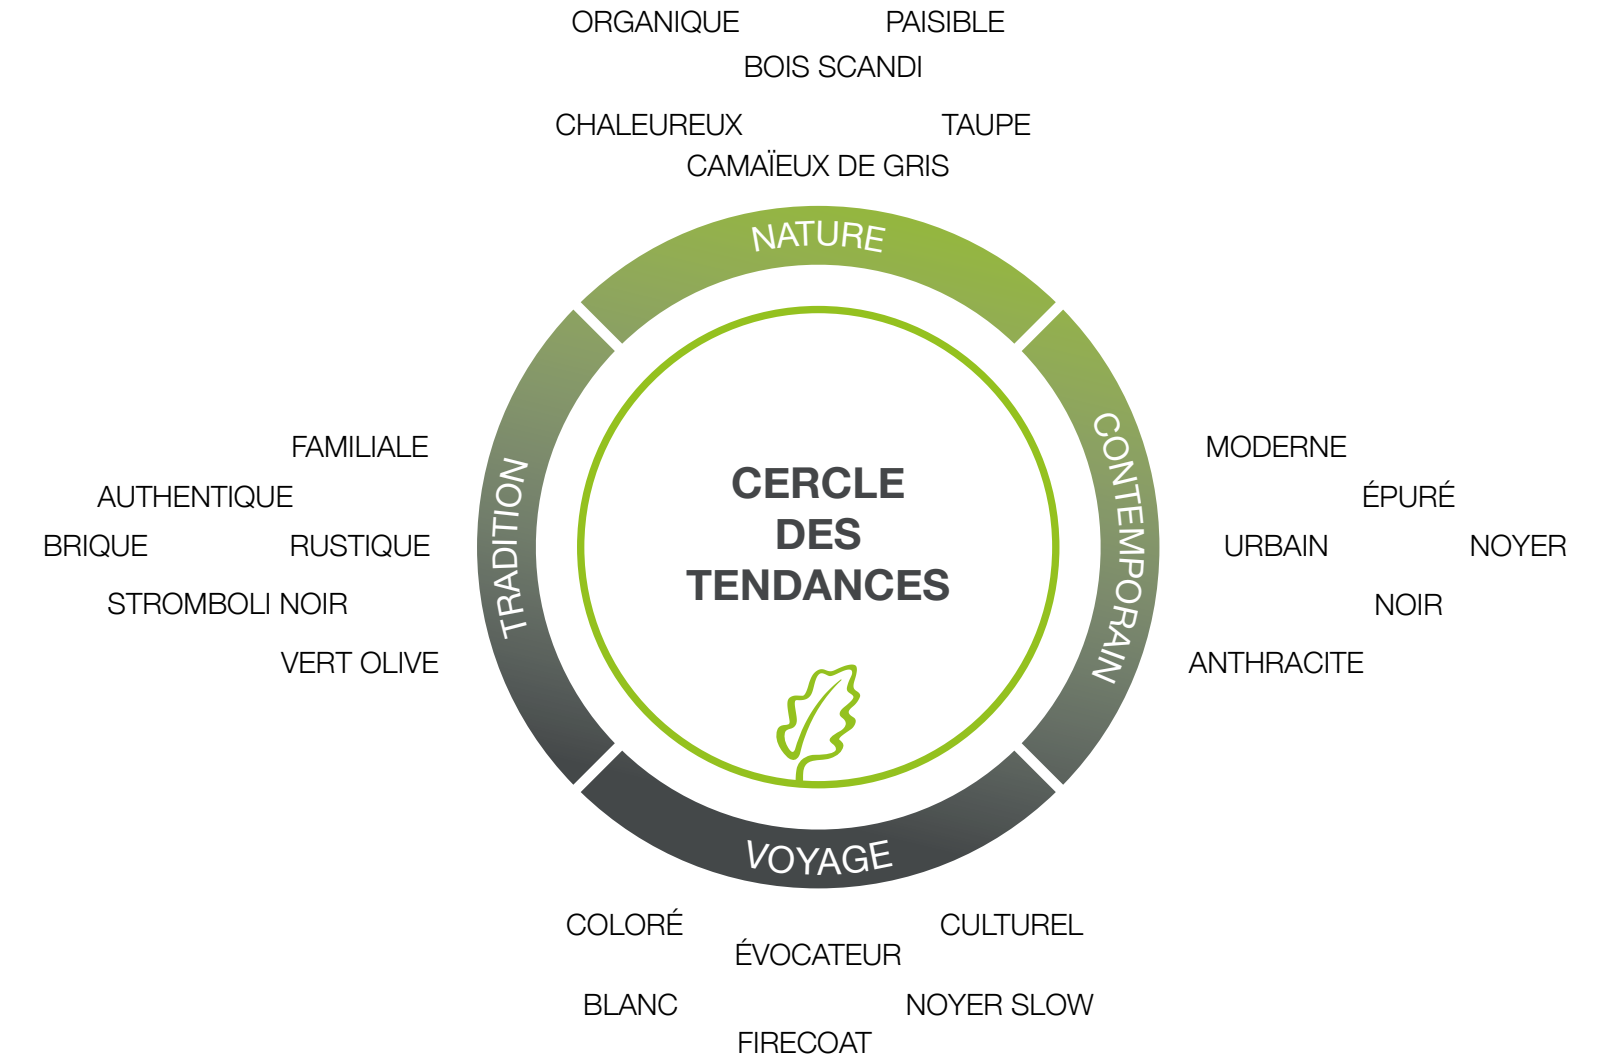 ORGANIQUE PAISIBLE
BOIS SCANDI
CHALEUREUX TAUPE
CAMAÏEUX DE GRIS
NATURE
FAMILIALE
AUTHENTIQUE
BRIQUE RUSTIQUE
STROMBOLI NOIR
VERT OLIVE
TRADITION
CERCLE
DES
TENDANCES
CONTEMPORAIN
MODERNE
ÉPURÉ
URBAIN NOYER
NOIR
ANTHRACITE
VOYAGE
COLORÉ CULTUREL
ÉVOCATEUR
BLANC NOYER SLOW
FIRECOAT